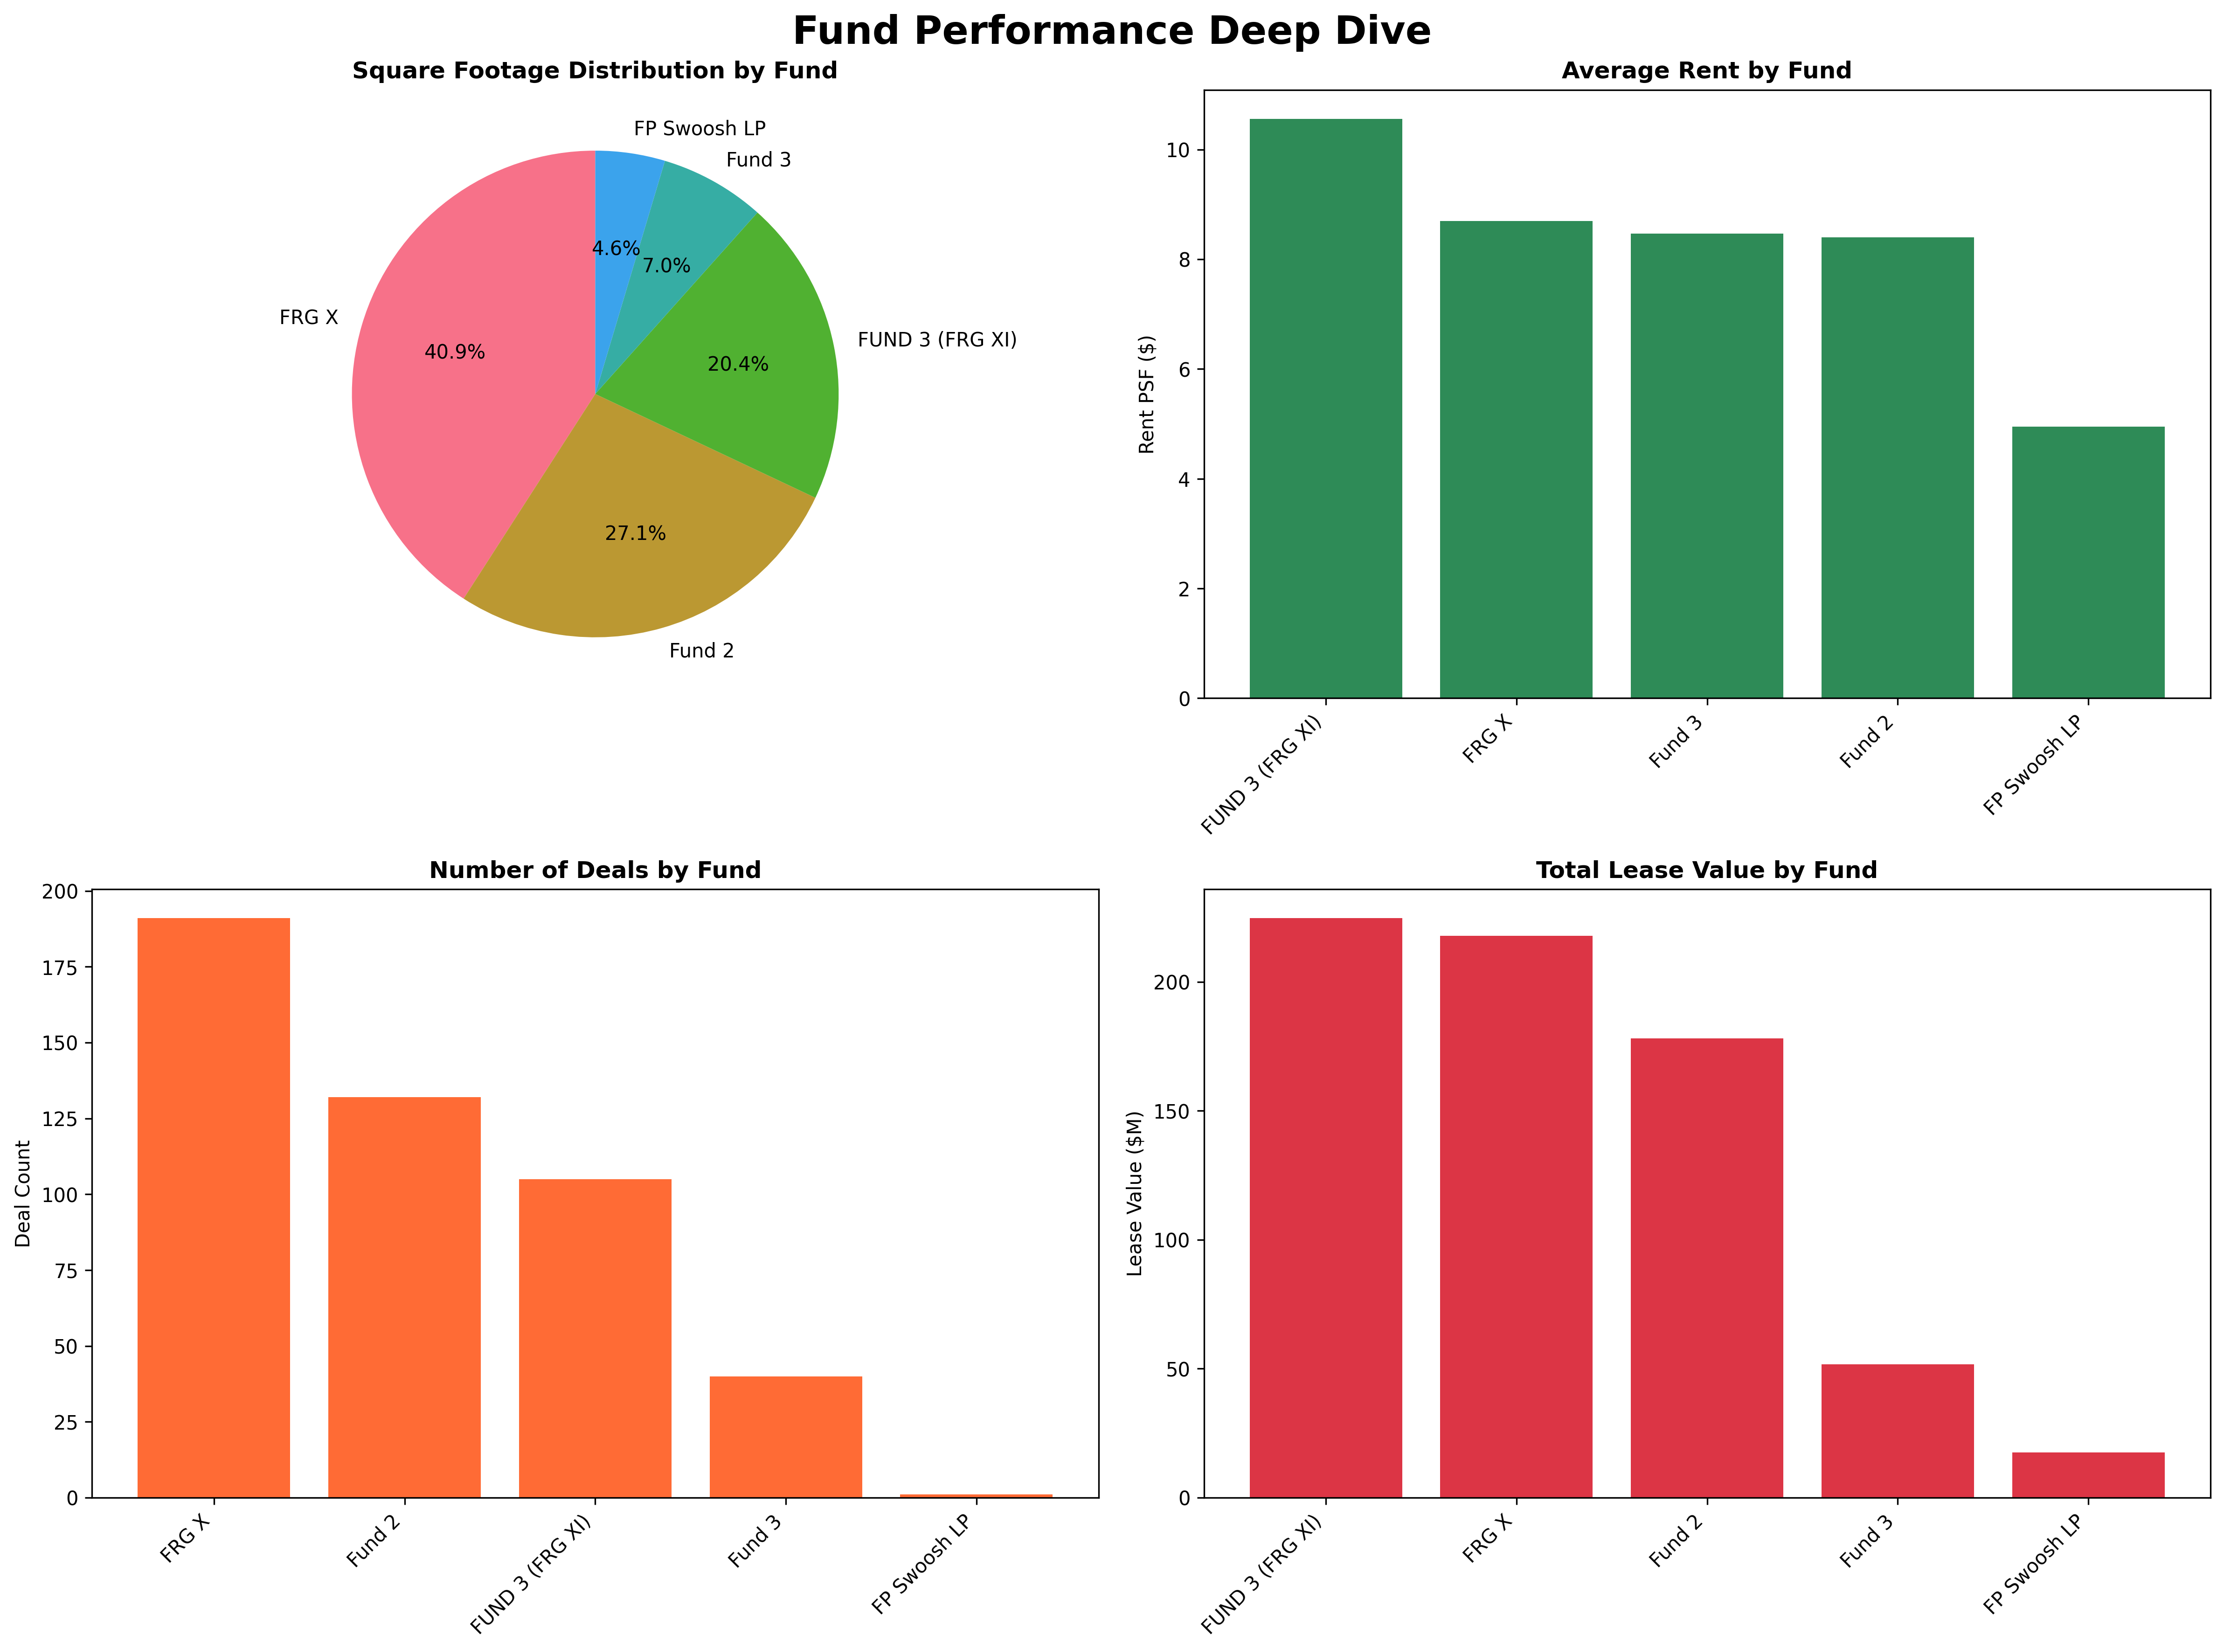 Fund Performance Deep Dive
Square Footage Distribution by Fund
FP Swoosh LP
Fund 3
FRG X
FUND 3 (FRG XI)
Fund 2
4.6%
7.0%
40.9%
20.4%
27.1%
Average Rent by Fund
Rent PSF ($)
10
8
6
4
2
0
FUND 3 (FRG XI)
FRG X
Fund 3
Fund 2
FP Swoosh LP
Number of Deals by Fund
Deal Count
200
175
150
125
100
75
50
25
0
FRG X
Fund 2
FUND 3 (FRG XI)
Fund 3
FP Swoosh LP
Total Lease Value by Fund
Lease Value ($M)
200
150
100
50
0
FUND 3 (FRG XI)
FRG X
Fund 2
Fund 3
FP Swoosh LP